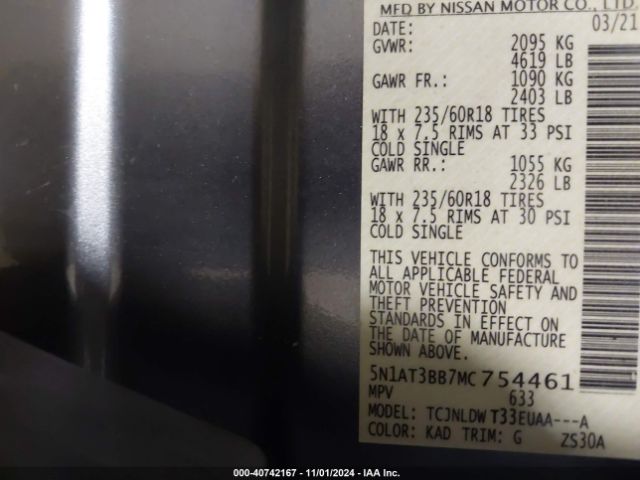 MFD BY NISSAN MOTOR CO., LTD.
DATE: 03/21
GVWR: 2095 KG
4619 LB
GAWR FR.: 1090 KG
2403 LB
WITH 235/60R18 TIRES
18 x 7.5 RIMS AT 33 PSI
COLD SINGLE
GAWR RR.: 1055 KG
2326 LB
WITH 235/60R18 TIRES
18 x 7.5 RIMS AT 30 PSI
COLD SINGLE
THIS VEHICLE CONFORMS TO
ALL APPLICABLE FEDERAL
MOTOR VEHICLE SAFETY AND
THEFT PREVENTION
STANDARDS IN EFFECT ON
THE DATE OF MANUFACTURE
SHOWN ABOVE.
5N1AT3BB7MC754461
MPV 633
MODEL: TCJNLDW T33EUAA---A
COLOR: KAD TRIM: G ZS30A
000-40742167 - 11/01/2024 - IAA Inc.